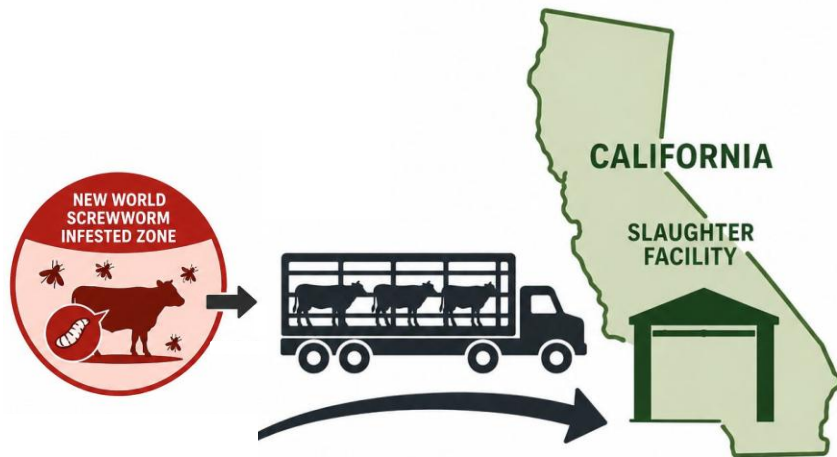 NEW WORLD
SCREWWORM
INFESTED ZONE
CALIFORNIA
SLAUGHTER
FACILITY